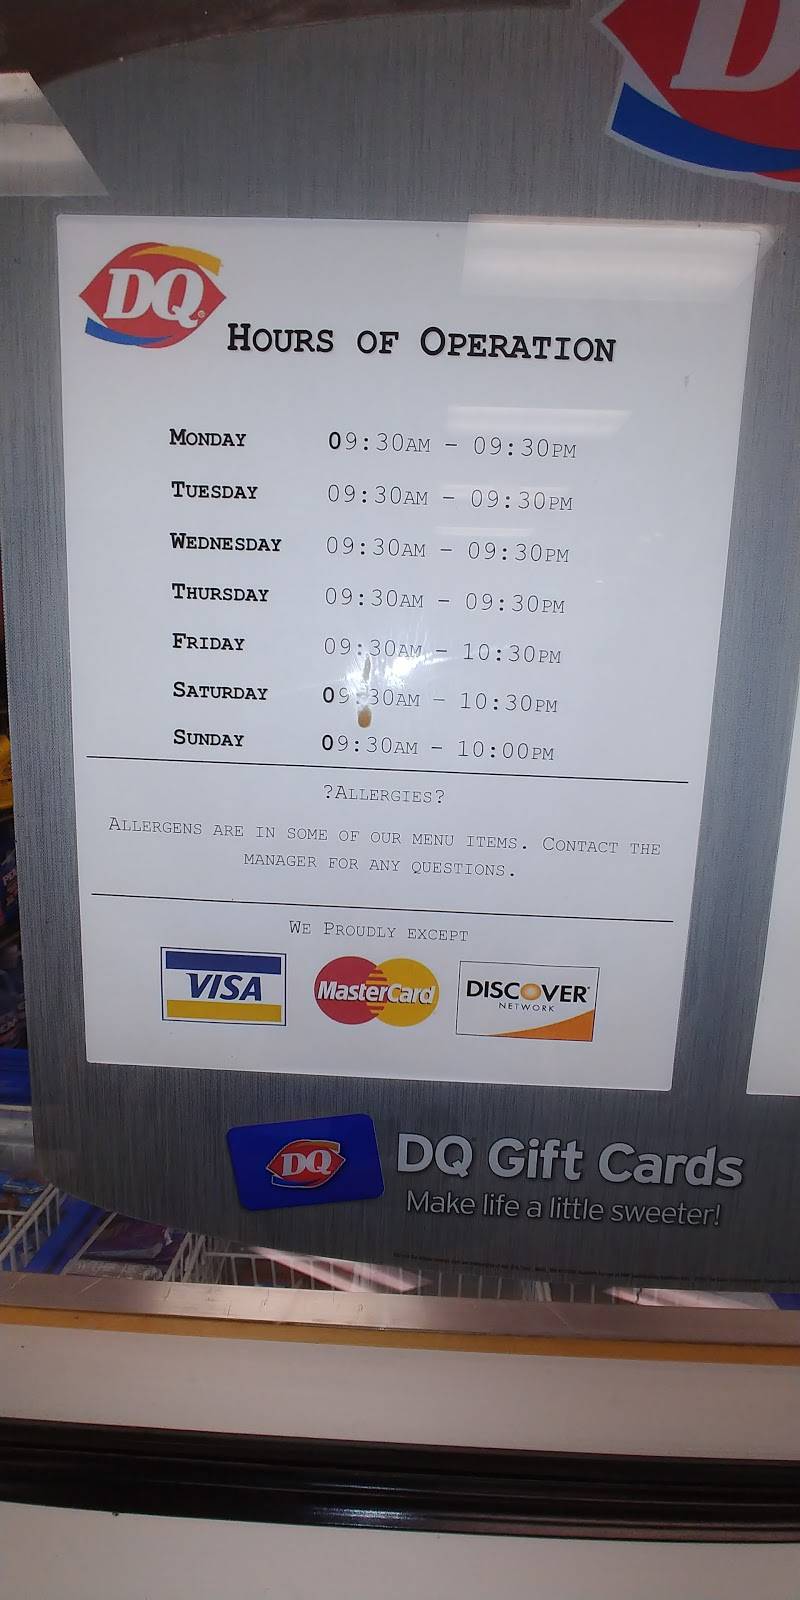 D
DQ
Hours of Operation
Monday 09:30am - 09:30pm
Tuesday 09:30am - 09:30pm
Wednesday 09:30am - 09:30pm
Thursday 09:30am - 09:30pm
Friday 09:30am - 10:30pm
Saturday 09:30am - 10:30pm
Sunday 09:30am - 10:00pm
?Allergies?
Allergens are in some of our menu items. Contact the
manager for any questions.
We Proudly except
VISA MasterCard DISCOVER
NETWORK
DQ DQ Gift Cards
Make life a little sweeter!